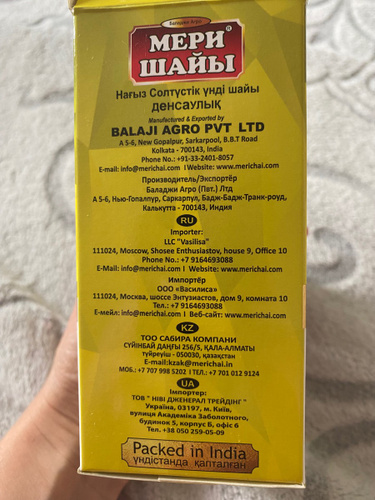 Sarwate Agro
МЕРИ
ШАЙЫ
Нағыз Солтүстік үнді шайы
ДЕНСАУЛЫҚ
Manufactured & Exported by
BALAJI AGRO PVT LTD
A 5-6, New Gopalpur, Sarkarpool, B.B.T Road
Kolkata - 700143, India
Phone No.: +91-33-2401-8057
E-mail: info@merichai.com I Website: www.merichai.com
Производитель/Экспортёр
Баладжи Агро (Пвт.) Лтд
А 5-6, Нью-Гопалпур, Саркарпул, Бадж-Бадж-Транк-роуд,
Калькутта - 700143, Индия
RU
Importer:
LLC "Vasilisa"
111024, Moscow, Shosee Enthusiastov, house 9, Office 10
Phone No.: +7 9164693088
E-Mail: info@merichai.com I Website: www.merichai.com
Импортёр
ООО «Василиса»
111024, Москва, шоссе Энтузиастов, дом 9, комната 10
Тел.: +7 9164693088
Е-мейл: info@merichai.com I Веб-сайт: www.merichai.com
KZ
ТОО САБИРА КОМПАНИ
СҮЙІНБАЙ ДАҢҒЫ 256/5, ҚАЛА-АЛМАТЫ
түйреуіш - 050030, қазақстан
E-mail:kzak@merichai.in
МОБ.: +7 707 998 5202 I ТЕЛ.: +7 701 012 9124
UA
Импортер:
ТОВ " НІВІ ДЖЕНЕРАЛ ТРЕЙДІНГ "
Україна, 03197, м. Київ,
вулиця Академіка Заболотного,
будинок 5, корпус Б, офіс 6
Тел. +38 050 259-05-09
Packed in India
үндістанда қапталған